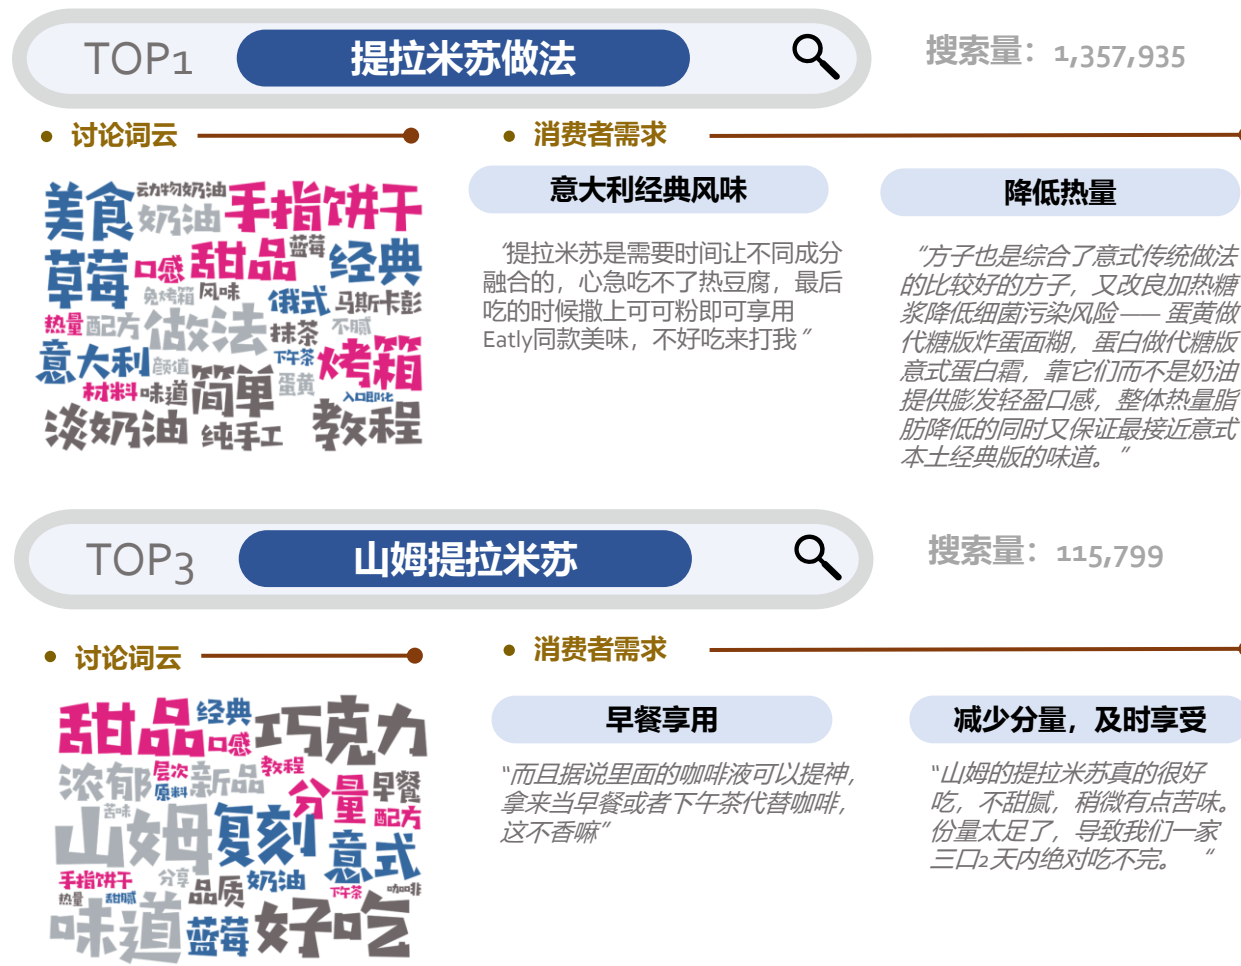 TOP1 提拉米苏做法
搜索量：1,357,935
讨论词云
消费者需求
美食 动物奶油 奶油 手指饼干
草莓 口感 甜品 蓝莓 经典
免烤箱 风味 俄式 马斯卡彭
热量 配方 做法 抹茶 不腻
意大利 颜值 下午茶 烤箱
材料 味道 简单 蛋黄 入口即化
淡奶油 纯手工 教程
意大利经典风味
“提拉米苏是需要时间让不同成分
融合的，心急吃不了热豆腐，最后
吃的时候撒上可可粉即可享用
Eatly同款美味，不好吃来打我”
降低热量
“方子也是综合了意式传统做法
的比较好的方子，又改良加热糖
浆降低细菌污染风险——蛋黄做
代糖版炸蛋面糊，蛋白做代糖版
意式蛋白霜，靠它们而不是奶油
提供膨发轻盈口感，整体热量脂
肪降低的同时又保证最接近意式
本土经典版的味道。”
TOP3 山姆提拉米苏
搜索量：115,799
讨论词云
消费者需求
甜品 经典 口感 巧克力
浓郁 层次 原料 新品 教程 分量 早餐
苦味 配方
山姆 复刻 意式
手指饼干 分享 品质 奶油 下午茶 咖啡
热量 甜腻
味道 蓝莓 好吃
早餐享用
“而且据说里面的咖啡液可以提神，
拿来当早餐或者下午茶代替咖啡，
这不香嘛”
减少分量，及时享受
“山姆的提拉米苏真的很好
吃，不甜腻，稍微有点苦味。
份量太足了，导致我们一家
三口2天内绝对吃不完。 “